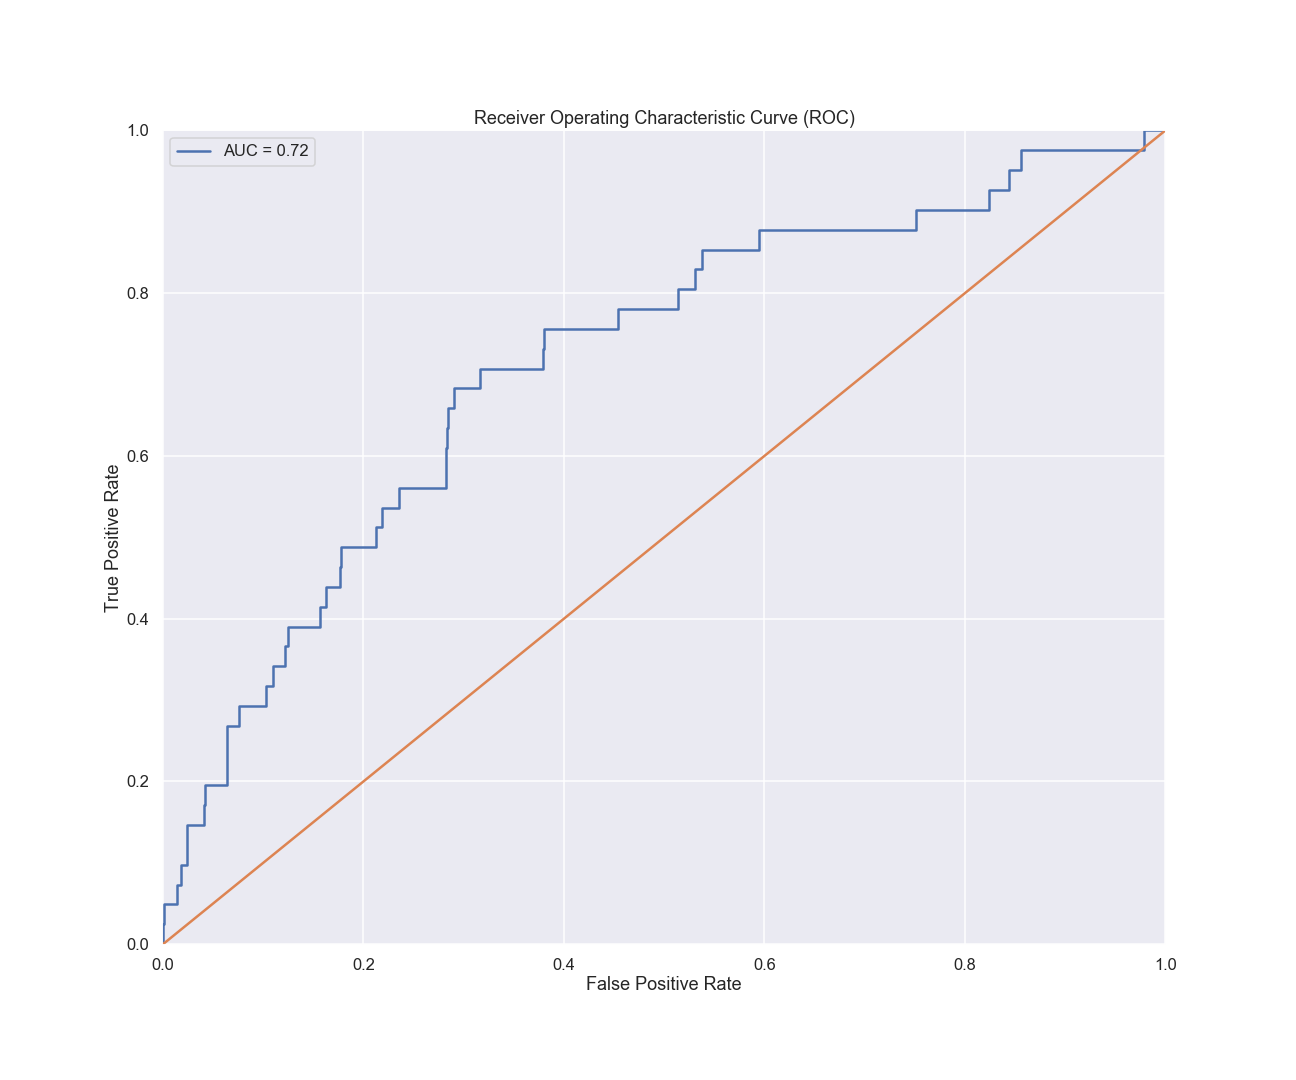 Receiver Operating Characteristic Curve (ROC)
AUC = 0.72
1.0
0.8
0.6
0.4
0.2
0.0
True Positive Rate
0.0 0.2 0.4 0.6 0.8 1.0
False Positive Rate